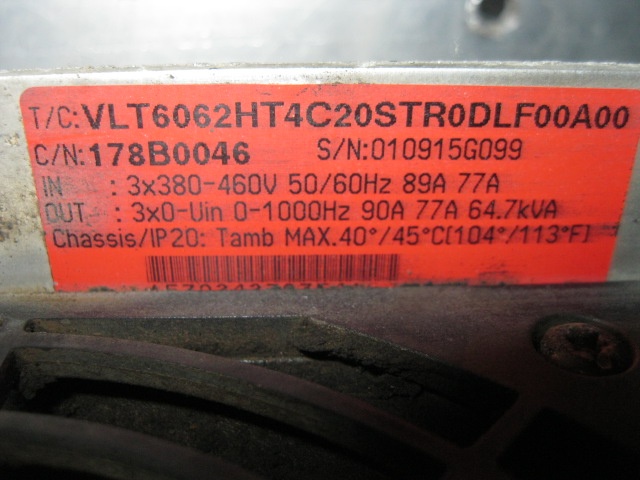 T/C:VLT6062HT4C20STR0DLF00A00
C/N:178B0046 S/N:010915G099
IN : 3x380-460V 50/60Hz 89A 77A
OUT : 3x0-Uin 0-1000Hz 90A 77A 64.7kVA
Chassis/IP20: Tamb MAX.40°/45°C[104°/113°F]